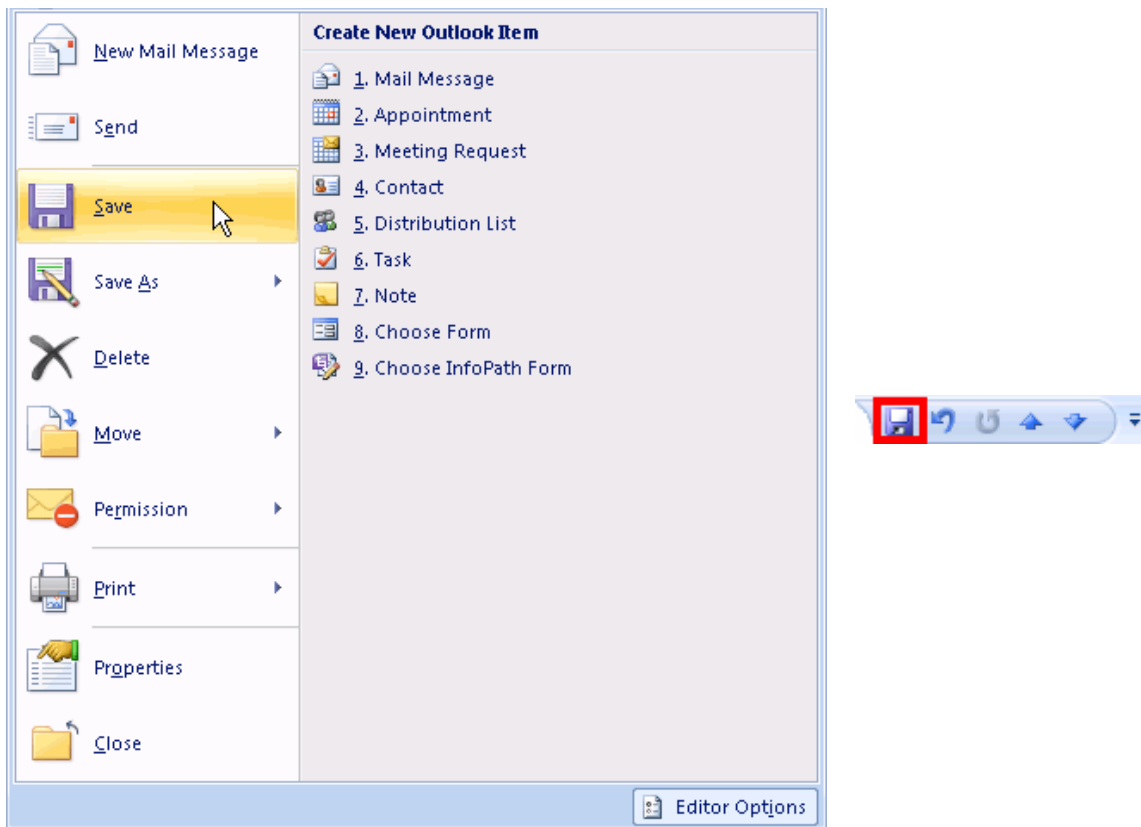 New Mail Message
Send
Save
Save As
Delete
Move
Permission
Print
Properties
Close
Create New Outlook Item
1. Mail Message
2. Appointment
3. Meeting Request
4. Contact
5. Distribution List
6. Task
7. Note
8. Choose Form
9. Choose InfoPath Form
Editor Options